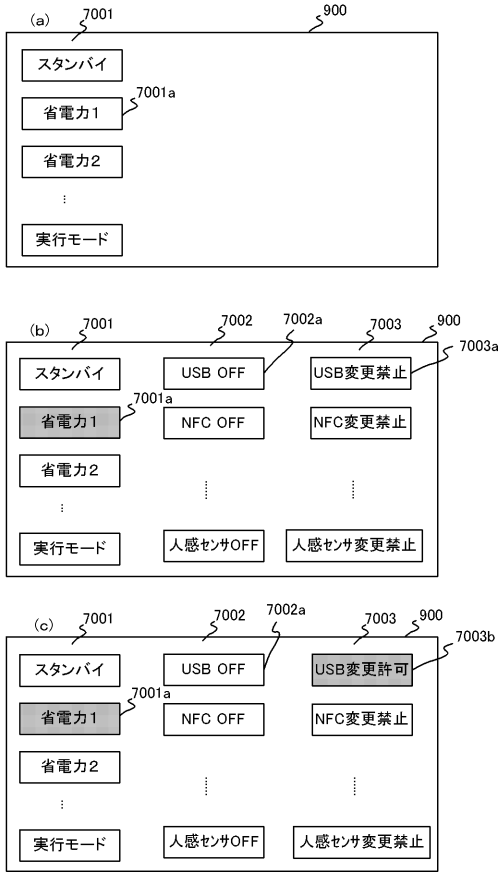 (a) 7001 900
スタンバイ
省電力1 7001a
省電力2
⋮
実行モード
(b) 7001 7002 7002a 7003 900
スタンバイ USB OFF USB変更禁止 7003a
省電力1 7001a NFC OFF NFC変更禁止
省電力2
⋮ ⋮ ⋮
実行モード 人感センサOFF 人感センサ変更禁止
(c) 7001 7002 7002a 7003 900
スタンバイ USB OFF USB変更許可 7003b
省電力1 7001a NFC OFF NFC変更禁止
省電力2
⋮ ⋮ ⋮
実行モード 人感センサOFF 人感センサ変更禁止